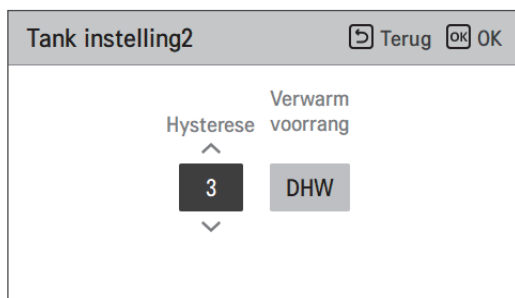 Tank instelling2
Terug
OK OK
Verwarm
Hysterese voorrang
3
DHW